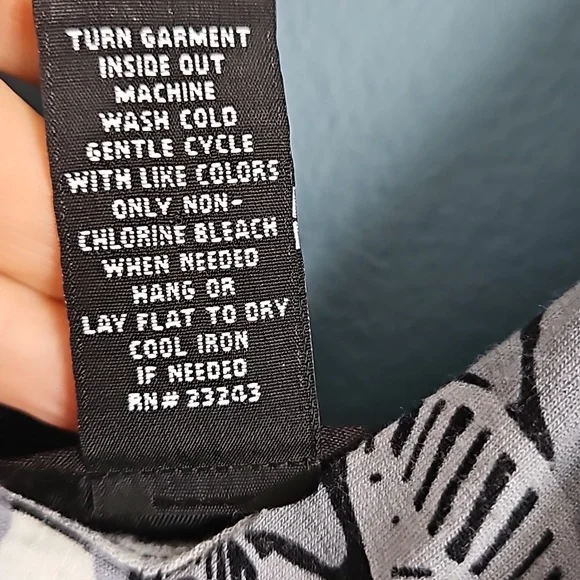 TURN GARMENT
INSIDE OUT
MACHINE
WASH COLD
GENTLE CYCLE
WITH LIKE COLORS
ONLY NON-
CHLORINE BLEACH
WHEN NEEDED
HANG OR
LAY FLAT TO DRY
COOL IRON
IF NEEDED
RN# 23243